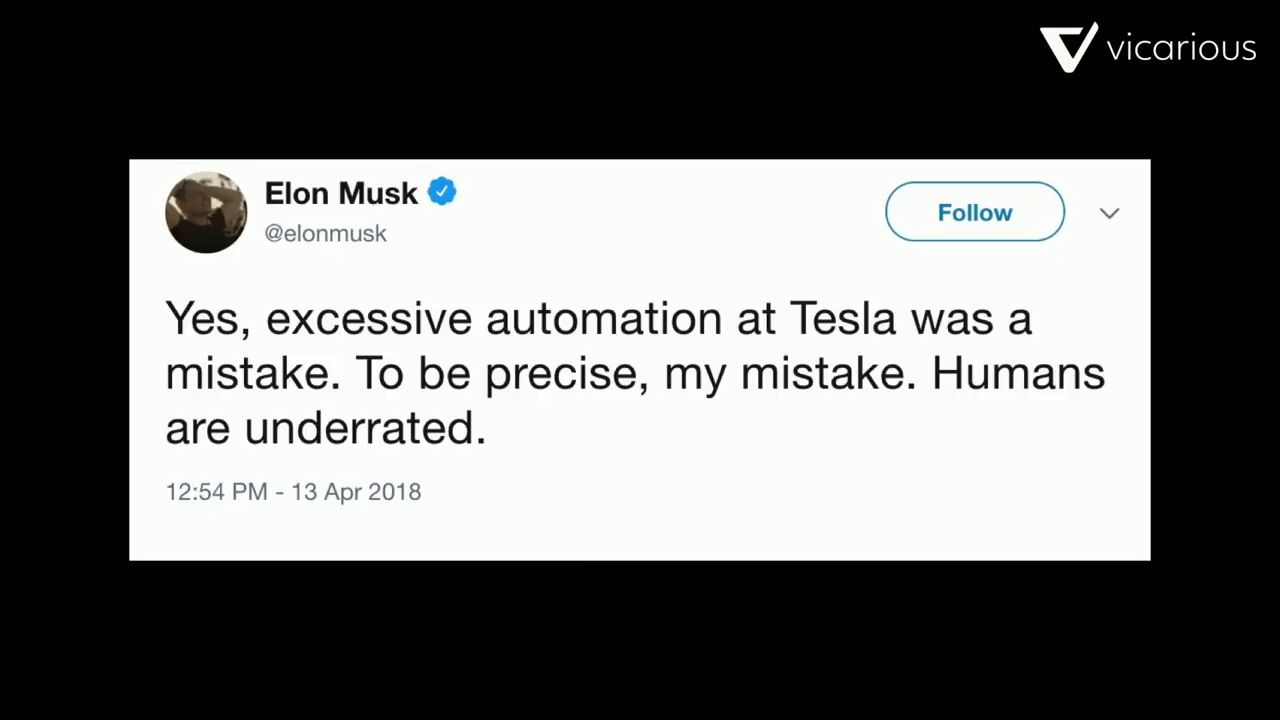 vicarious
Elon Musk
@elonmusk
Follow
Yes, excessive automation at Tesla was a
mistake. To be precise, my mistake. Humans
are underrated.
12:54 PM - 13 Apr 2018